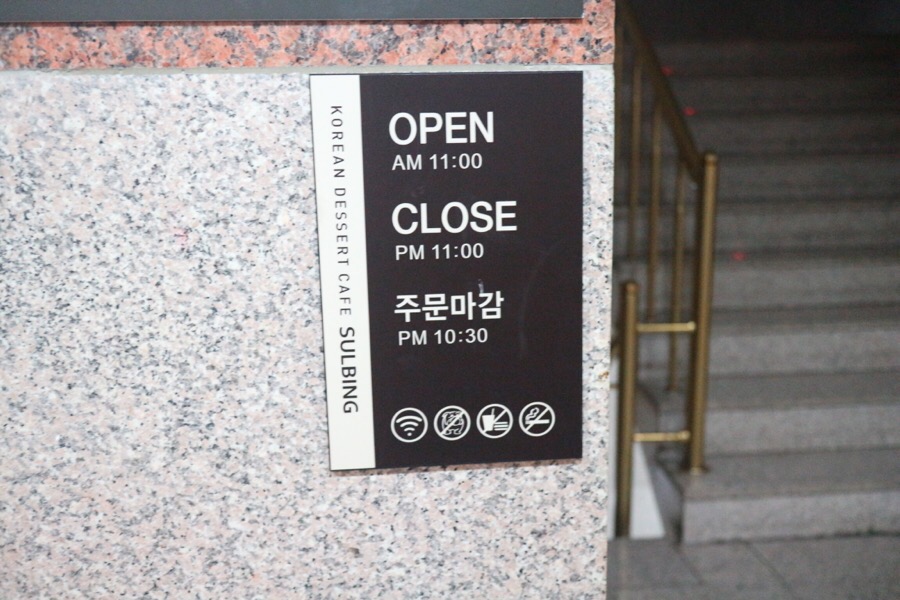 KOREAN DESSERT CAFE SULBING
OPEN
AM 11:00
CLOSE
PM 11:00
주문마감
PM 10:30